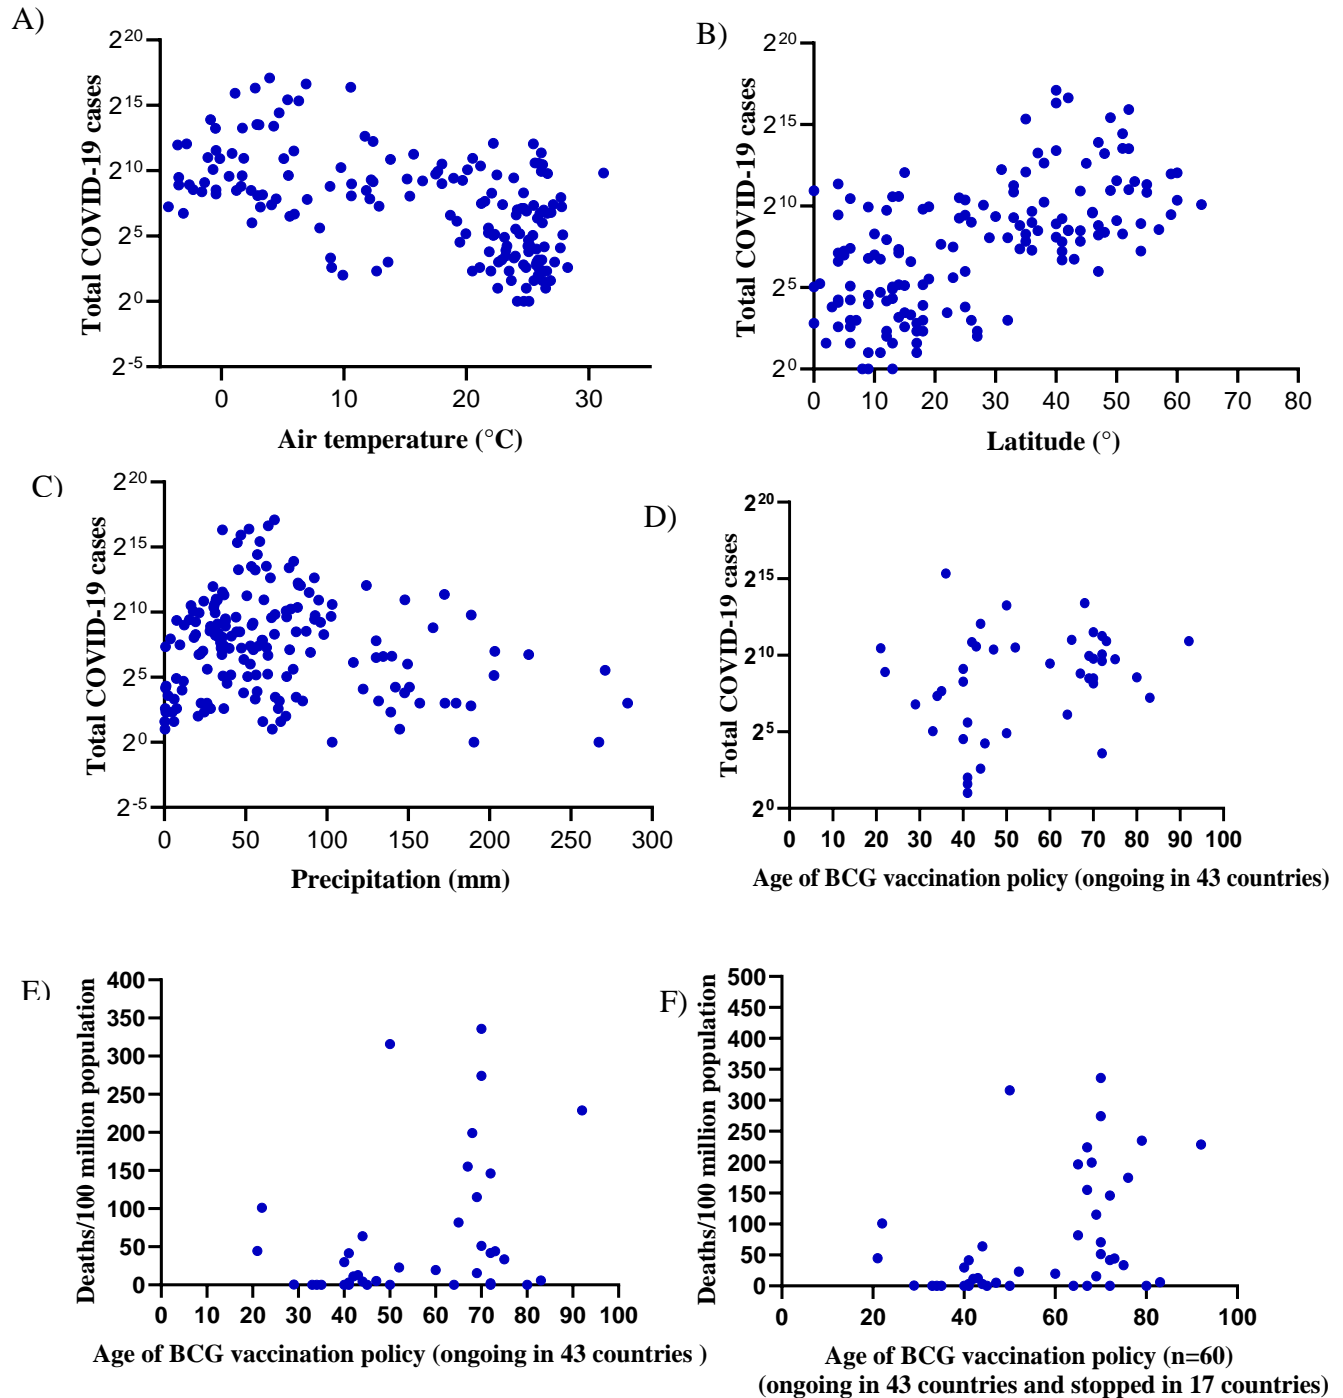 A)
2^20
2^15
2^10
2^5
2^0
2^-5
Total COVID-19 cases
0 10 20 30
Air temperature (°C)
B)
2^20
2^15
2^10
2^5
2^0
Total COVID-19 cases
0 10 20 30 40 50 60 70 80
Latitude (°)
C)
2^20
2^15
2^10
2^5
2^0
2^-5
Total COVID-19 cases
0 50 100 150 200 250 300
Precipitation (mm)
D)
2^20
2^15
2^10
2^5
2^0
Total COVID-19 cases
0 10 20 30 40 50 60 70 80 90 100
Age of BCG vaccination policy (ongoing in 43 countries)
E)
400
350
300
250
200
150
100
50
0
Deaths/100 million population
0 10 20 30 40 50 60 70 80 90 100
Age of BCG vaccination policy (ongoing in 43 countries )
F)
500
450
400
350
300
250
200
150
100
50
0
Deaths/100 million population
0 20 40 60 80 100
Age of BCG vaccination policy (n=60)
(ongoing in 43 countries and stopped in 17 countries)